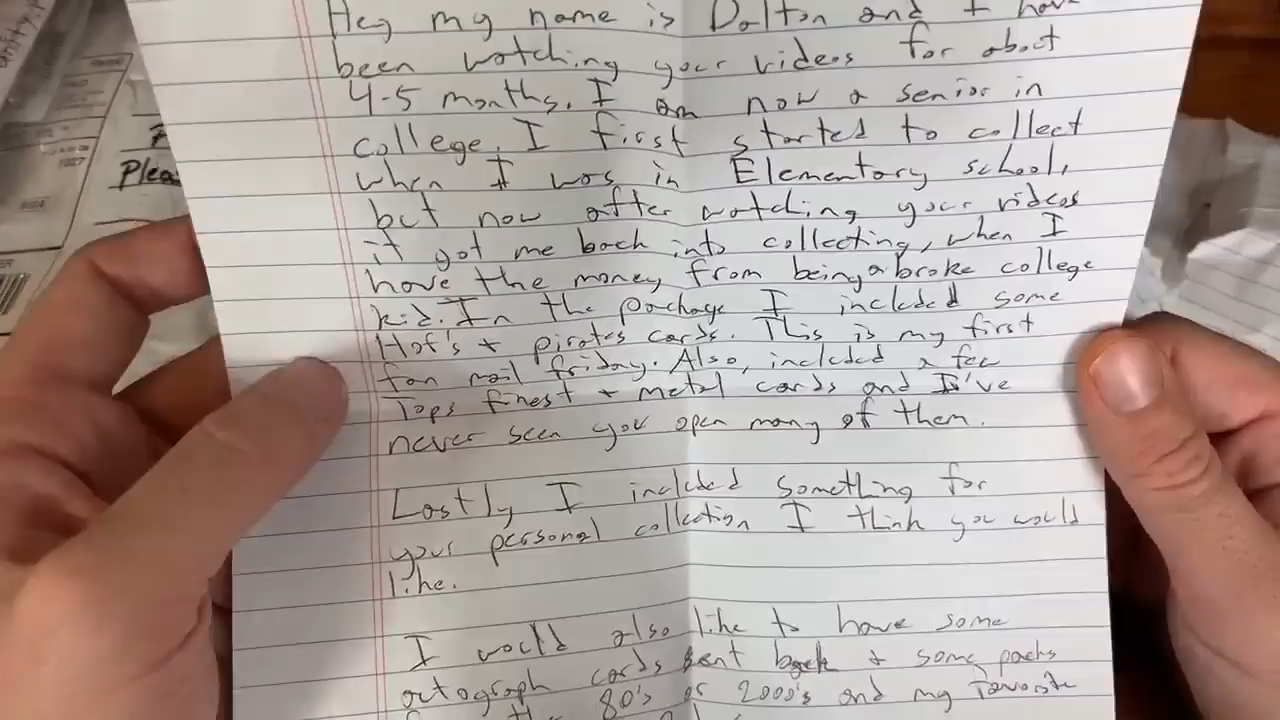 Hey my name is Dalton and I have
been watching your videos for about
4-5 months. I am now a senior in
college. I first started to collect
when I was in Elementary school,
but now after watching your videos
it got me back into collecting, when I
have the money from being a broke college
kid. In the package I included some
Hof's + pirates cards. This is my first
fan mail friday. Also, included a few
Tops finest + metal cards and I've
never seen you open many of them.
Lastly I included something for
your personal collection I think you would
like.
I would also like to have some
autograph cards sent back + some packs
80's or 2000's and my favorite
Plea